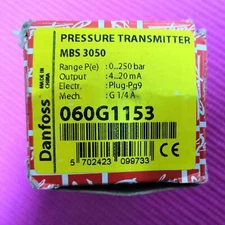 PRESSURE TRANSMITTER
MBS 3050
Range P(e) : 0...250 bar
Output : 4...20 mA
Electr. : Plug-Pg9
Mech. : G 1/4 A
060G1153
5 702423 099733
CE
Danfoss
MADE IN
CHINA